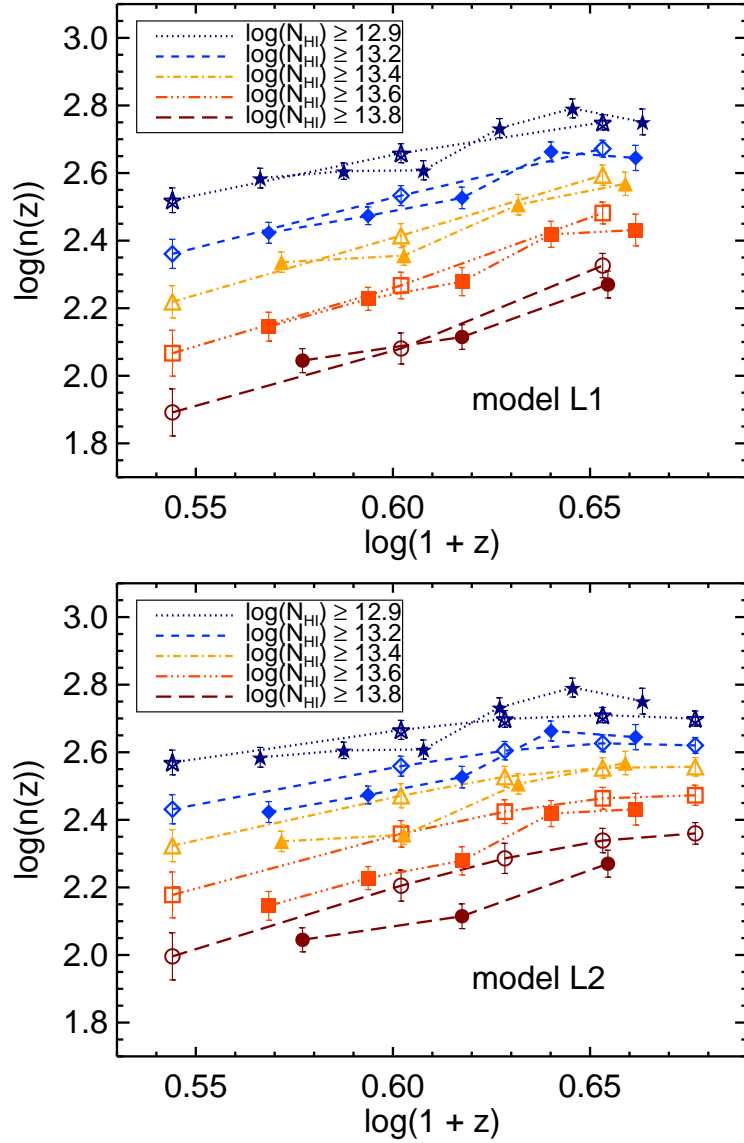 3.0
2.8
2.6
2.4
2.2
2.0
1.8
log(n(z))
log(N_HI) ≥ 12.9
log(N_HI) ≥ 13.2
log(N_HI) ≥ 13.4
log(N_HI) ≥ 13.6
log(N_HI) ≥ 13.8
model L1
0.55 0.60 0.65
log(1 + z)
3.0
2.8
2.6
2.4
2.2
2.0
1.8
log(n(z))
log(N_HI) ≥ 12.9
log(N_HI) ≥ 13.2
log(N_HI) ≥ 13.4
log(N_HI) ≥ 13.6
log(N_HI) ≥ 13.8
model L2
0.55 0.60 0.65
log(1 + z)